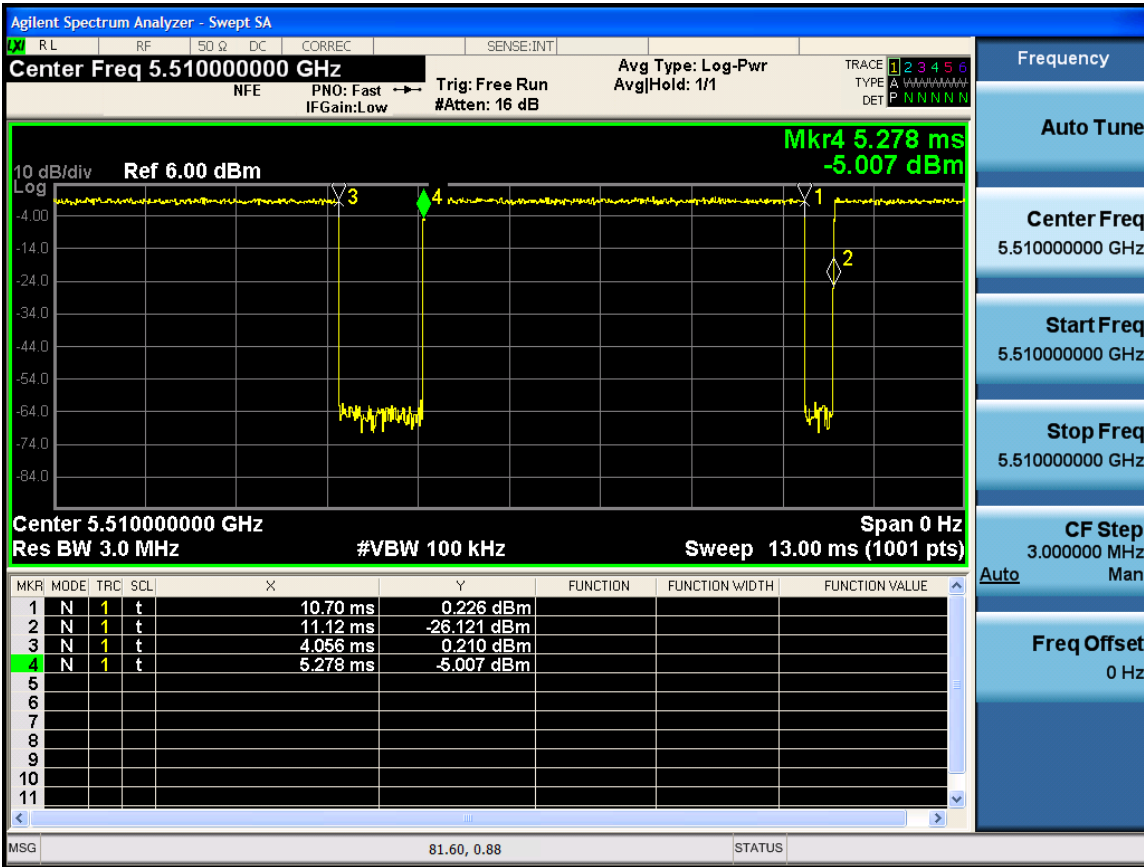 Agilent Spectrum Analyzer - Swept SA
LXI RL RF 50 Ω DC CORREC SENSE:INT
Center Freq 5.510000000 GHz
NFE
PNO: Fast
IFGain:Low
Trig: Free Run
#Atten: 16 dB
Avg Type: Log-Pwr
Avg|Hold: 1/1
TRACE 1 2 3 4 5 6
TYPE A WWWWW
DET P N N N N N
Mkr4 5.278 ms
-5.007 dBm
10 dB/div Ref 6.00 dBm
Log
-4.00
-14.0
-24.0
-34.0
-44.0
-54.0
-64.0
-74.0
-84.0
3
4
1
2
Center 5.510000000 GHz Span 0 Hz
Res BW 3.0 MHz #VBW 100 kHz Sweep 13.00 ms (1001 pts)
MKR MODE TRC SCL X Y FUNCTION FUNCTION WIDTH FUNCTION VALUE
1 N 1 t 10.70 ms 0.226 dBm
2 N 1 t 11.12 ms -26.121 dBm
3 N 1 t 4.056 ms 0.210 dBm
4 N 1 t 5.278 ms -5.007 dBm
5
6
7
8
9
10
11
MSG 81.60, 0.88 STATUS
Frequency
Auto Tune
Center Freq
5.510000000 GHz
Start Freq
5.510000000 GHz
Stop Freq
5.510000000 GHz
CF Step
3.000000 MHz
Auto Man
Freq Offset
0 Hz